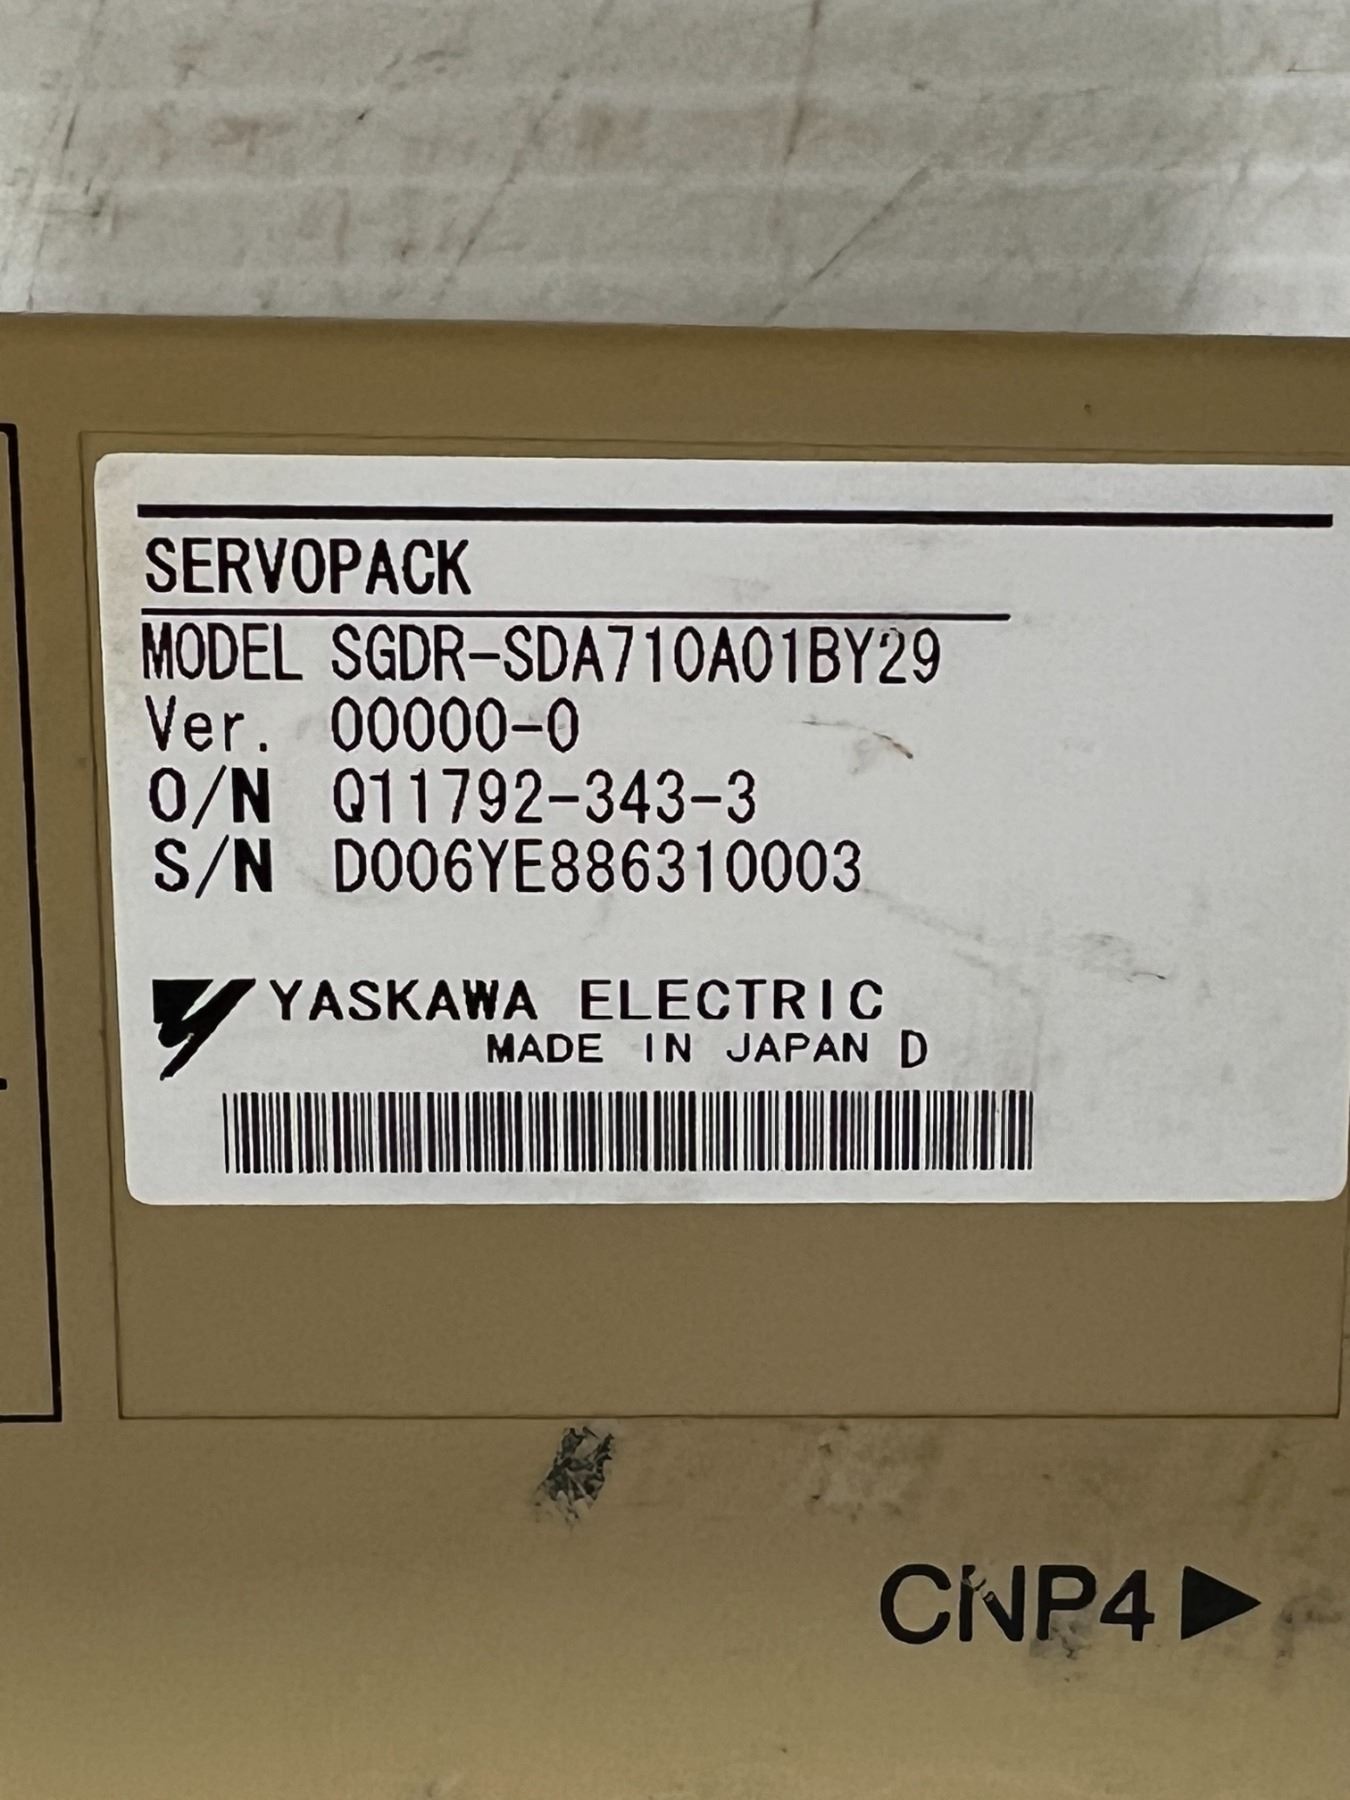 SERVOPACK
MODEL SGDR-SDA710A01BY29
Ver. 00000-0
O/N Q11792-343-3
S/N D006YE886310003
YASKAWA ELECTRIC
MADE IN JAPAN D
CNP4